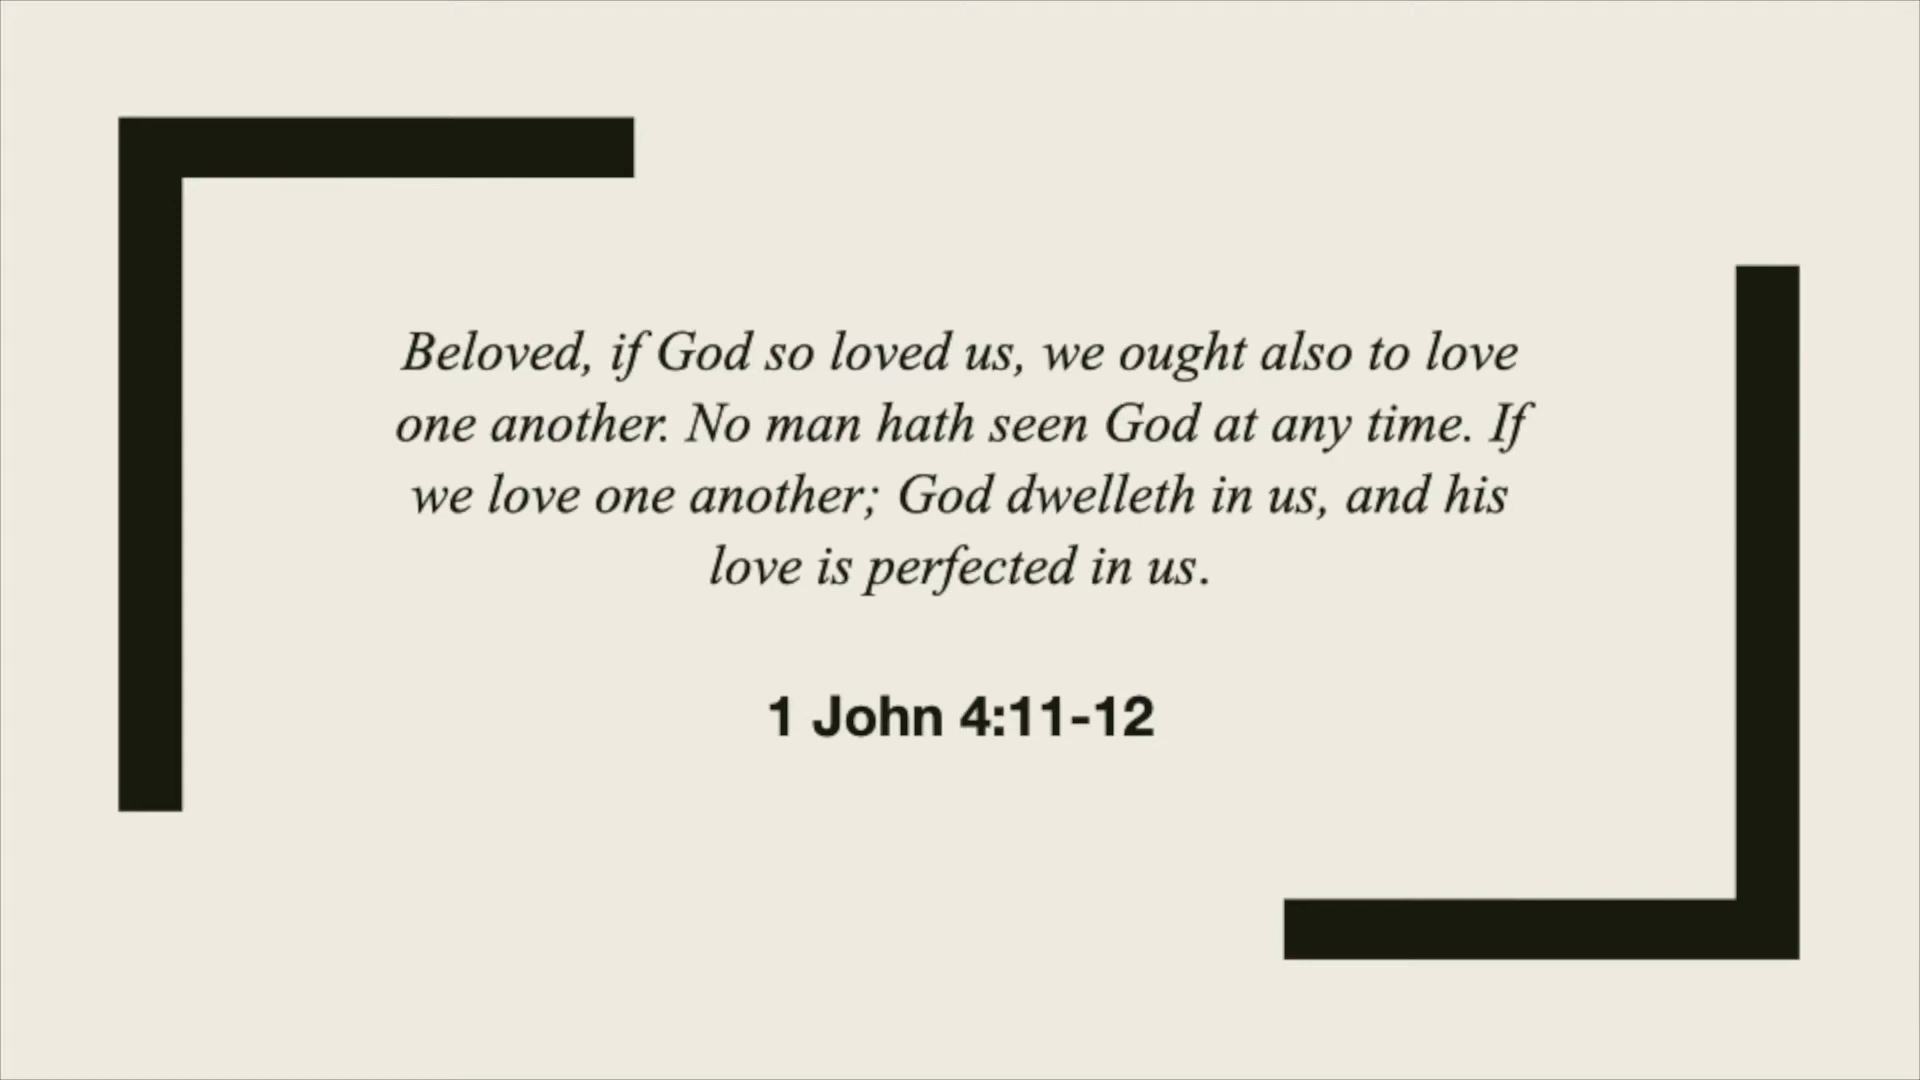 Beloved, if God so loved us, we ought also to love
one another. No man hath seen God at any time. If
we love one another; God dwelleth in us, and his
love is perfected in us.
1 John 4:11-12